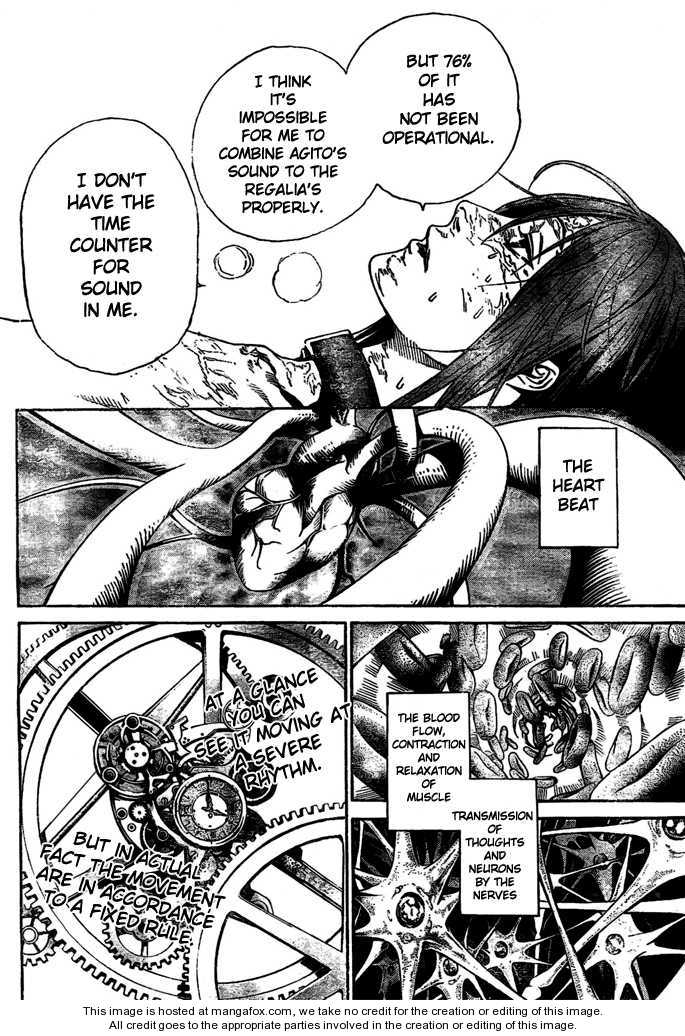 BUT 76%
OF IT
HAS
NOT BEEN
OPERATIONAL.
I THINK
IT'S
IMPOSSIBLE
FOR ME TO
COMBINE AGITO'S
SOUND TO THE
REGALIA'S
PROPERLY.
I DON'T
HAVE THE
TIME
COUNTER
FOR
SOUND
IN ME.
THE
HEART
BEAT
THE BLOOD
FLOW,
CONTRACTION
AND
RELAXATION
OF
MUSCLE
TRANSMISSION
OF
THOUGHTS
AND
NEURONS
BY THE
NERVES
AT A GLANCE
YOU CAN
SEE IT MOVING AT
A SEVERE
RHYTHM.
BUT IN ACTUAL
FACT THE MOVEMENT
ARE IN ACCORDANCE
TO A FIXED RULE.
This image is hosted at mangafox.com, we take no credit for the creation or editing of this image.
All credit goes to the appropriate parties involved in the creation or editing of this image.